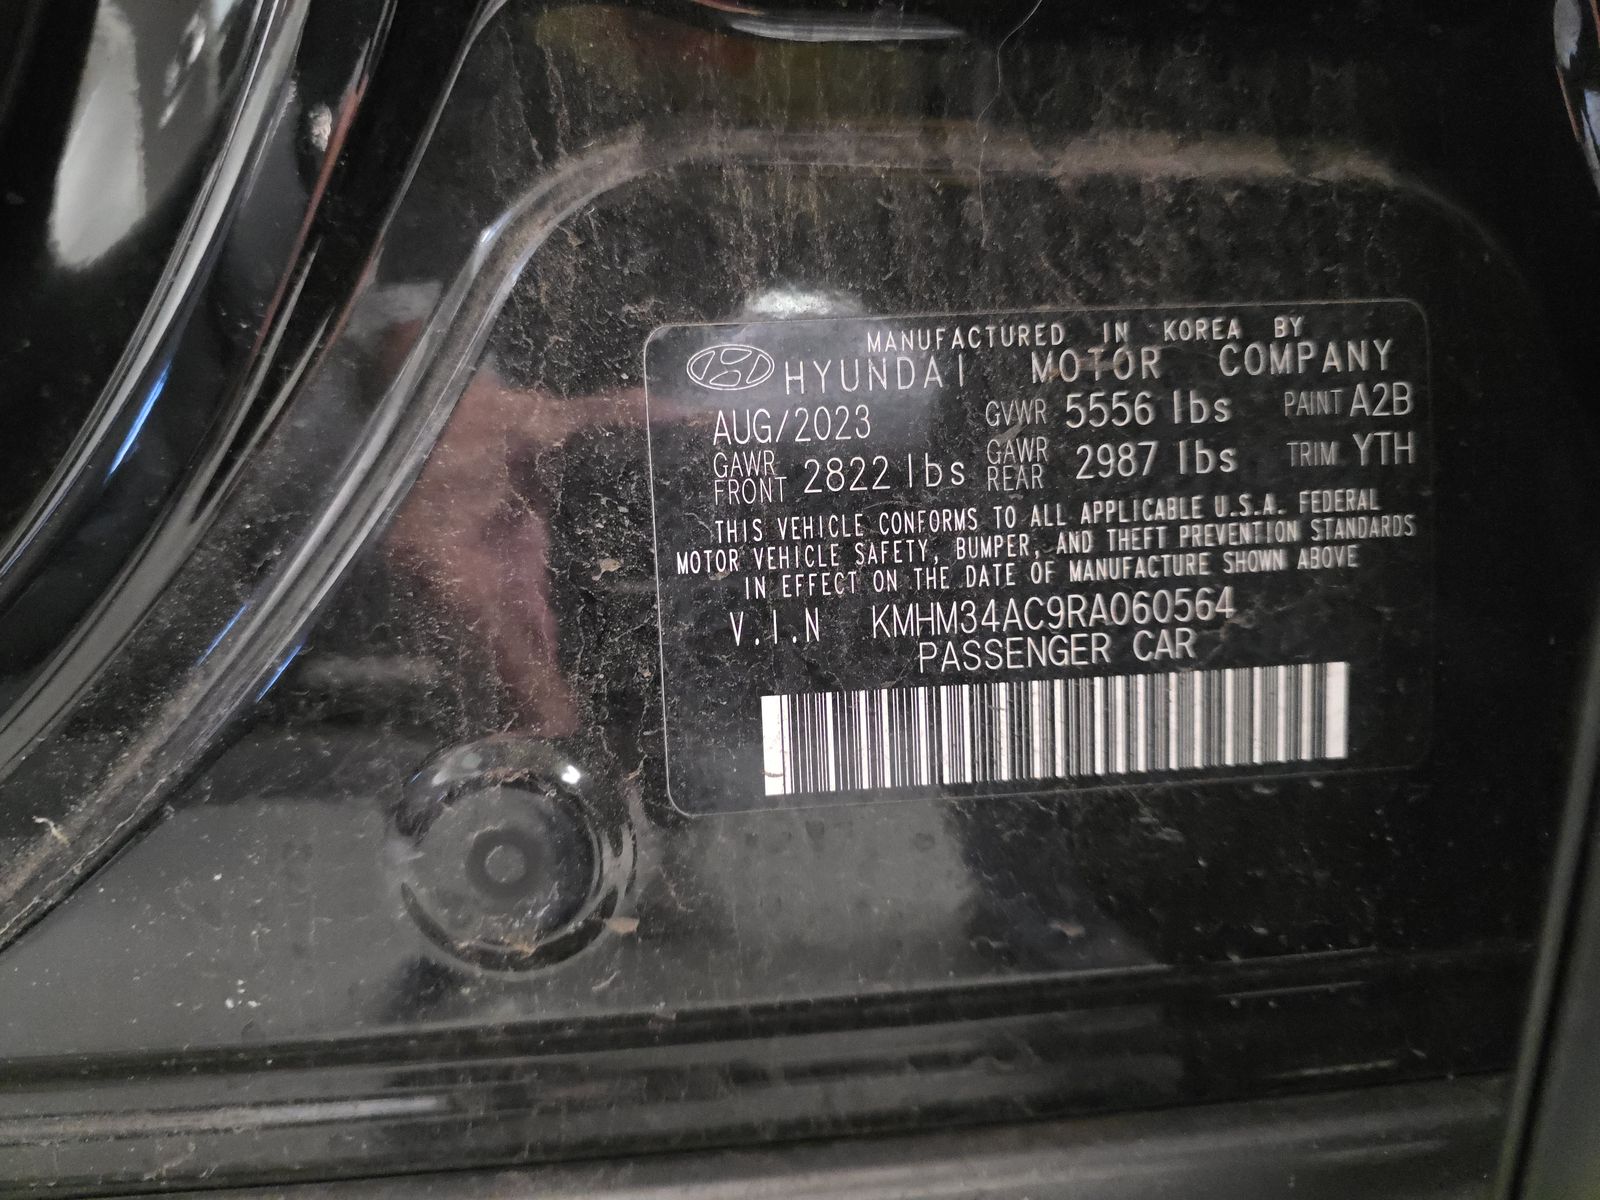 MANUFACTURED IN KOREA BY
HYUNDAI MOTOR COMPANY
AUG/2023 GVWR 5556 lbs PAINT A2B
GAWR FRONT 2822 lbs GAWR REAR 2987 lbs TRIM YTH
THIS VEHICLE CONFORMS TO ALL APPLICABLE U.S.A. FEDERAL
MOTOR VEHICLE SAFETY, BUMPER, AND THEFT PREVENTION STANDARDS
IN EFFECT ON THE DATE OF MANUFACTURE SHOWN ABOVE
V.I.N KMHM34AC9RA060564
PASSENGER CAR